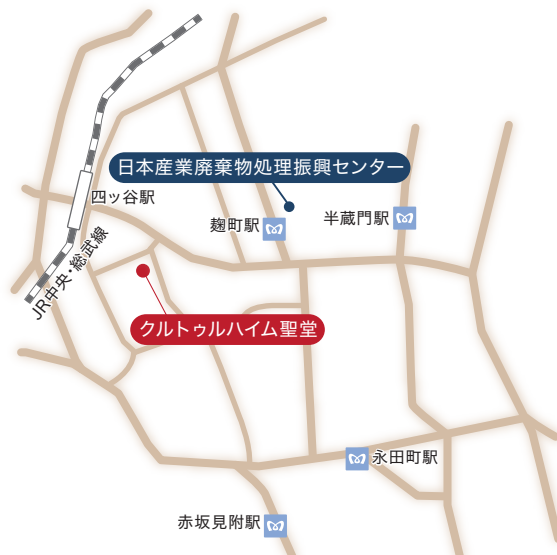 日本産業廃棄物処理振興センター
四ッ谷駅
麹町駅
半蔵門駅
JR中央・総武線
クルトゥルハイム聖堂
永田町駅
赤坂見附駅